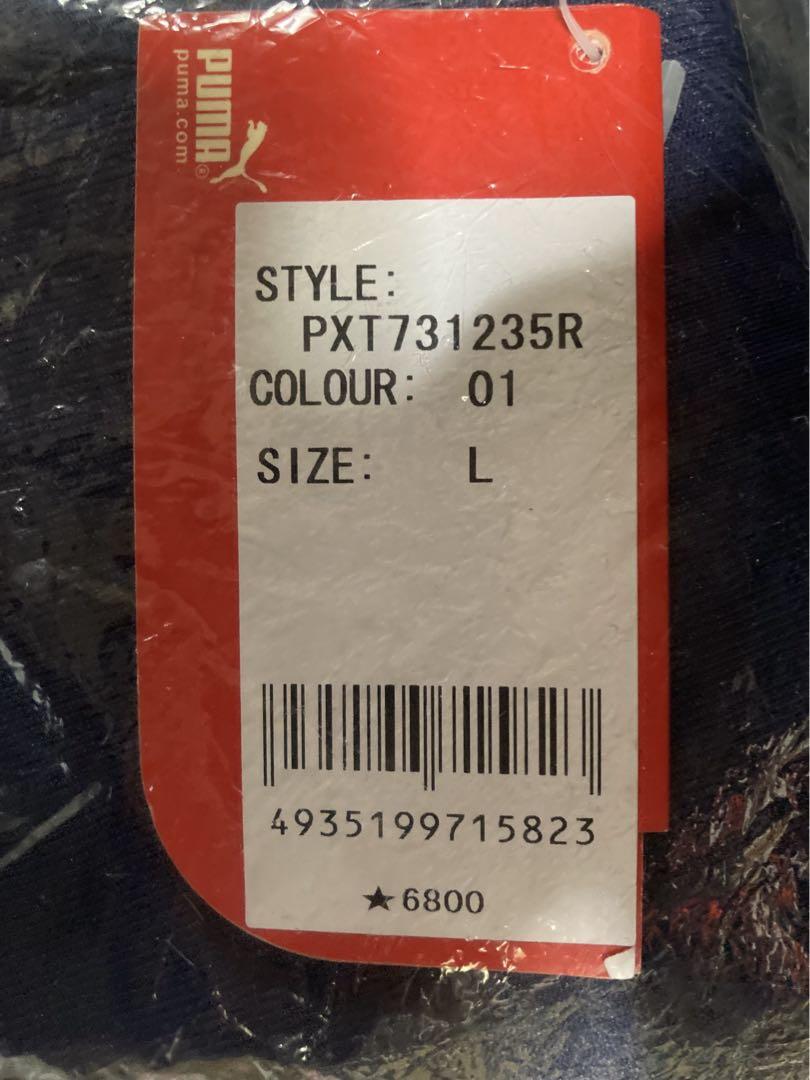 PUMA®
puma.com
STYLE:
PXT731235R
COLOUR: 01
SIZE: L
4935199715823
★6800